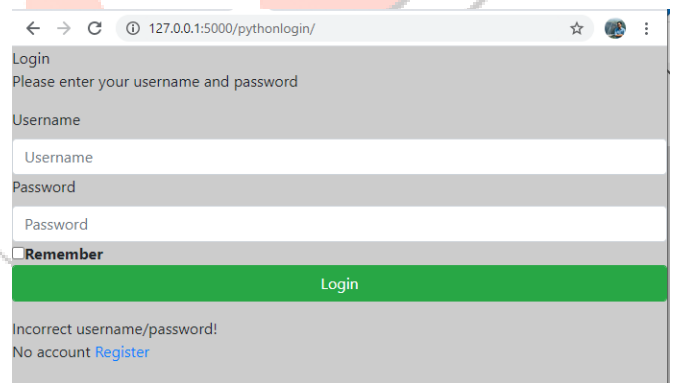 127.0.0.1:5000/pythonlogin/
Login
Please enter your username and password
Username
Username
Password
Password
Remember
Login
Incorrect username/password!
No account Register